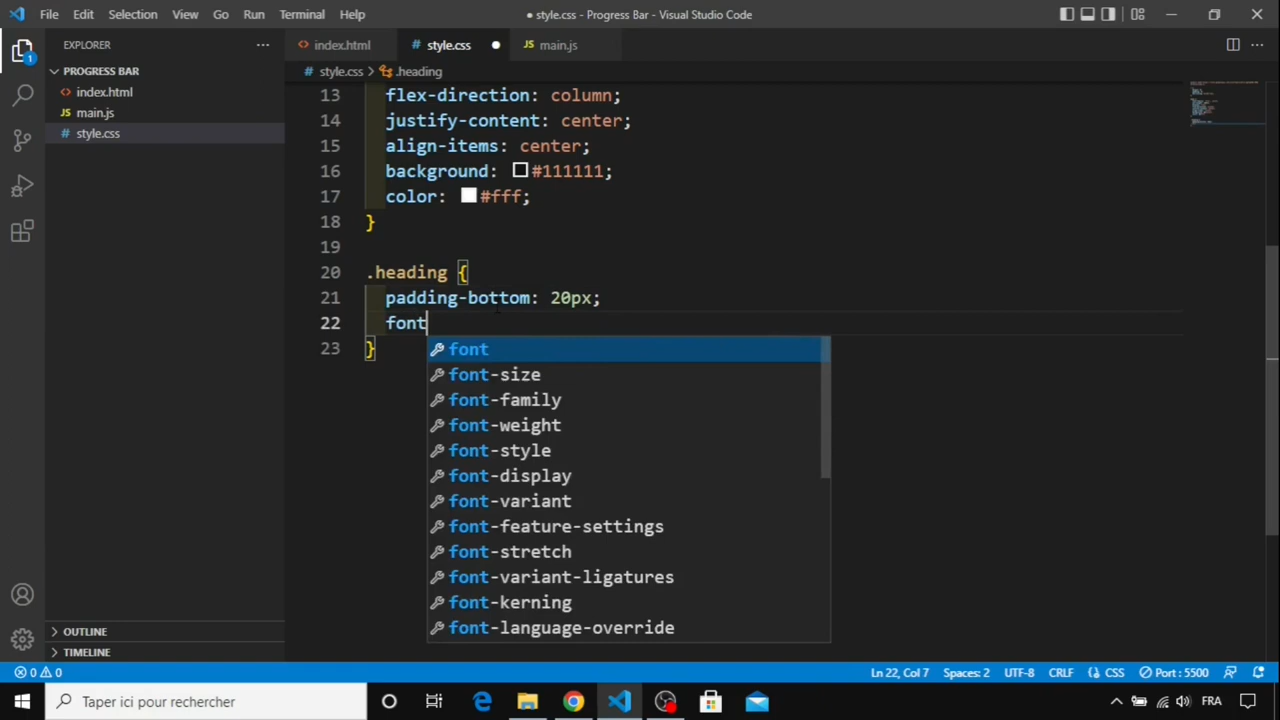 File Edit Selection View Go Run Terminal Help
● style.css - Progress Bar - Visual Studio Code
EXPLORER
index.html
style.css
main.js
PROGRESS BAR
index.html
main.js
style.css
1
style.css > .heading
13 flex-direction: column;
14 justify-content: center;
15 align-items: center;
16 background: #111111;
17 color: #fff;
18 }
19
20 .heading {
21 padding-bottom: 20px;
22 font
23 }
font
font-size
font-family
font-weight
font-style
font-display
font-variant
font-feature-settings
font-stretch
font-variant-ligatures
font-kerning
font-language-override
OUTLINE
TIMELINE
0 0
Ln 22, Col 7 Spaces: 2 UTF-8 CRLF CSS Port : 5500
Taper ici pour rechercher
FRA